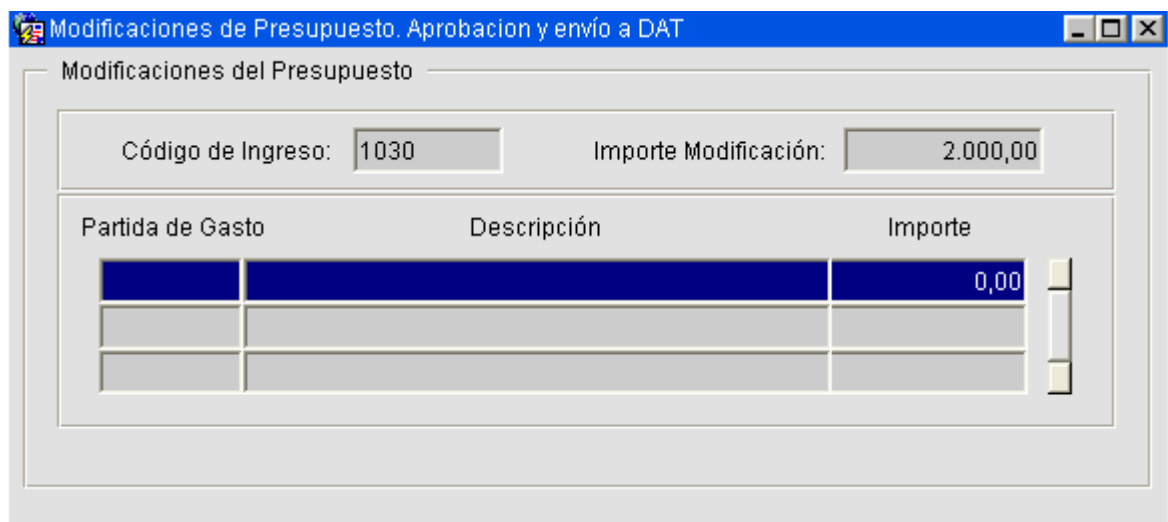 Modificaciones de Presupuesto. Aprobacion y envío a DAT
Modificaciones del Presupuesto
Código de Ingreso: 1030 Importe Modificación: 2.000,00
Partida de Gasto Descripción Importe
0,00